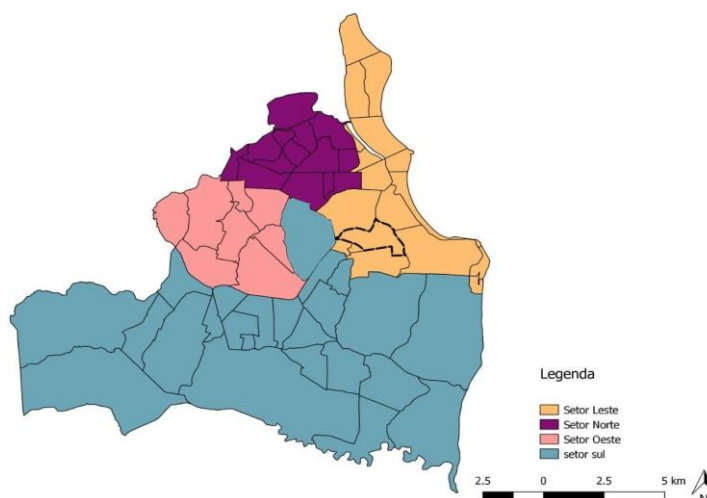 Legenda
Setor Leste
Setor Norte
Setor Oeste
setor sul
2.5 0 2.5 5 km
N